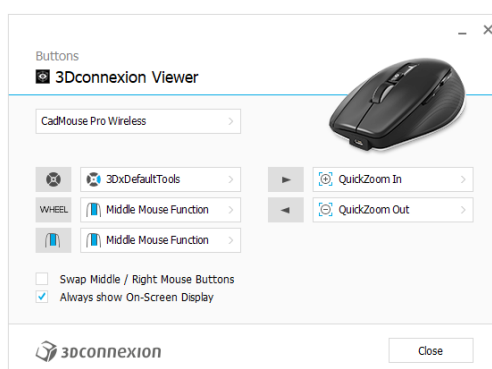 Buttons
3Dconnexion Viewer
CadMouse Pro Wireless
3DxDefaultTools
QuickZoom In
WHEEL
Middle Mouse Function
QuickZoom Out
Middle Mouse Function
Swap Middle / Right Mouse Buttons
Always show On-Screen Display
3Dconnexion
Close